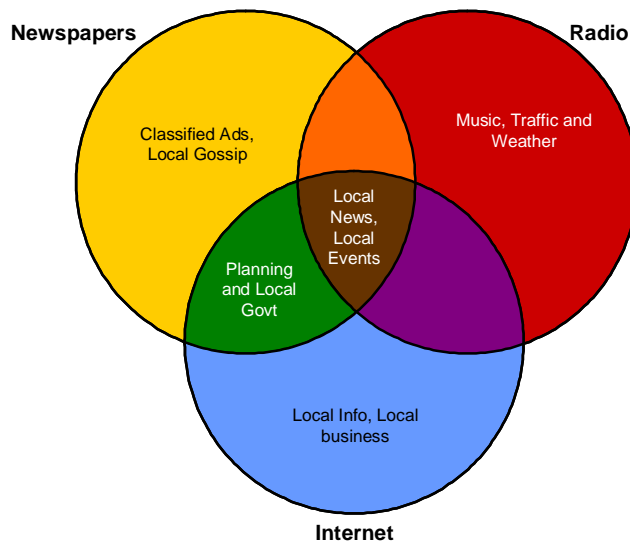 Newspapers
Radio
Classified Ads,
Local Gossip
Music, Traffic and
Weather
Local
News,
Local
Events
Planning
and Local
Govt
Local Info, Local
business
Internet